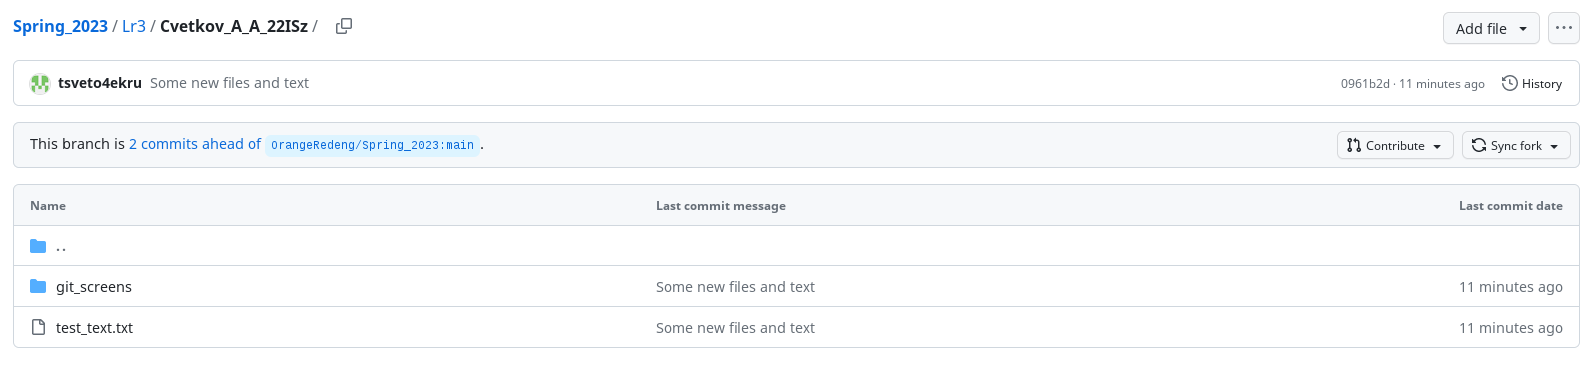 Spring_2023 / Lr3 / Cvetkov_A_A_22ISz /
Add file
tsveto4ekru Some new files and text 0961b2d · 11 minutes ago History
This branch is 2 commits ahead of OrangeRedeng/Spring_2023:main. Contribute Sync fork
Name Last commit message Last commit date
..
git_screens Some new files and text 11 minutes ago
test_text.txt Some new files and text 11 minutes ago